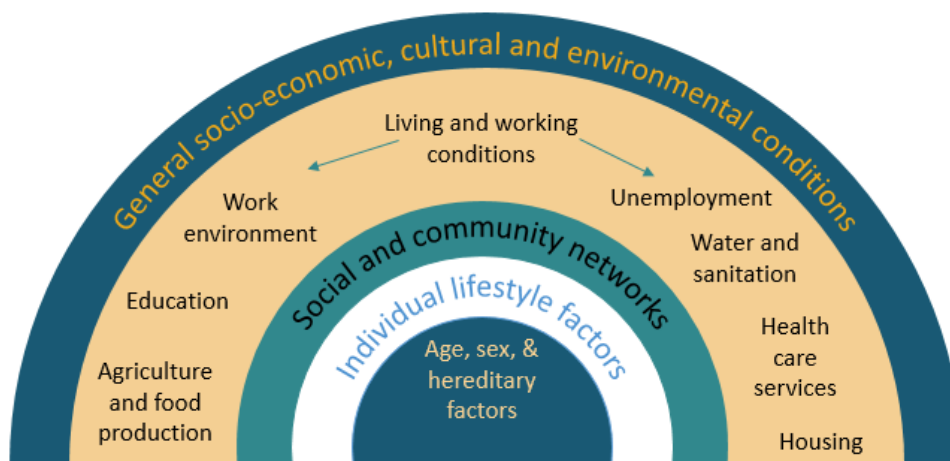 General socio-economic, cultural and environmental conditions
Living and working
conditions
Work
environment
Unemployment
Education
Water and
sanitation
Agriculture
and food
production
Health
care
services
Housing
Social and community networks
Individual lifestyle factors
Age, sex, &
hereditary
factors